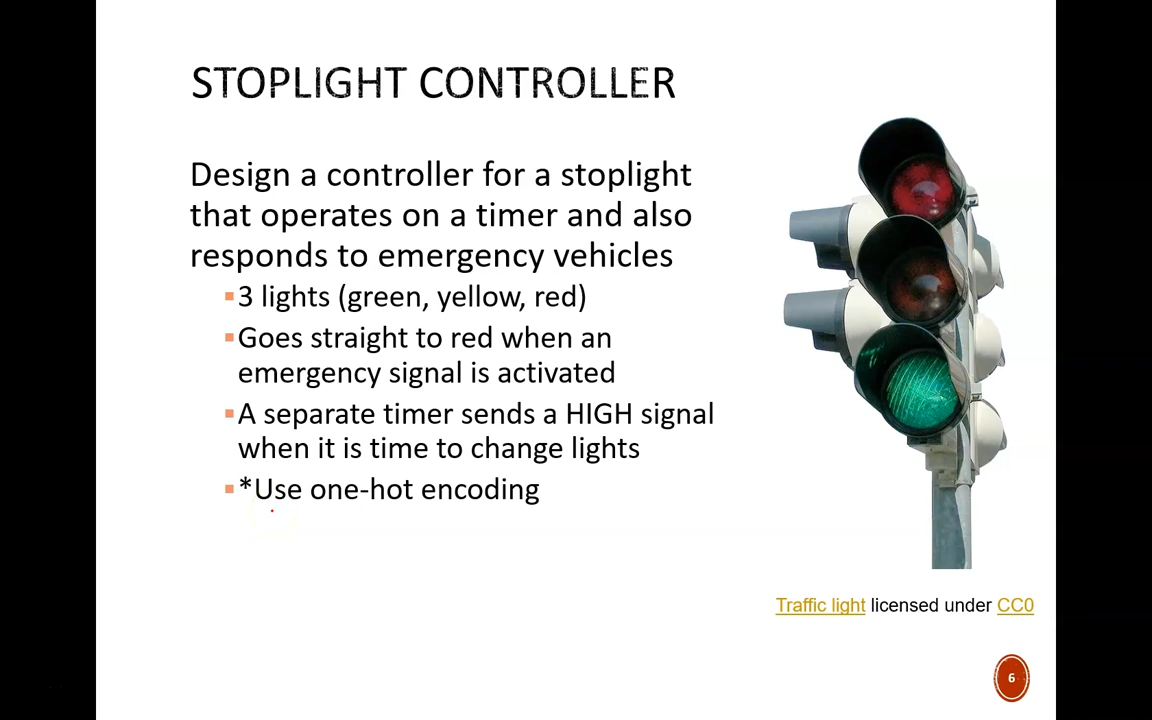 STOPLIGHT CONTROLLER
Design a controller for a stoplight
that operates on a timer and also
responds to emergency vehicles
▪3 lights (green, yellow, red)
▪Goes straight to red when an
emergency signal is activated
▪A separate timer sends a HIGH signal
when it is time to change lights
▪*Use one-hot encoding
Traffic light licensed under CC0
6